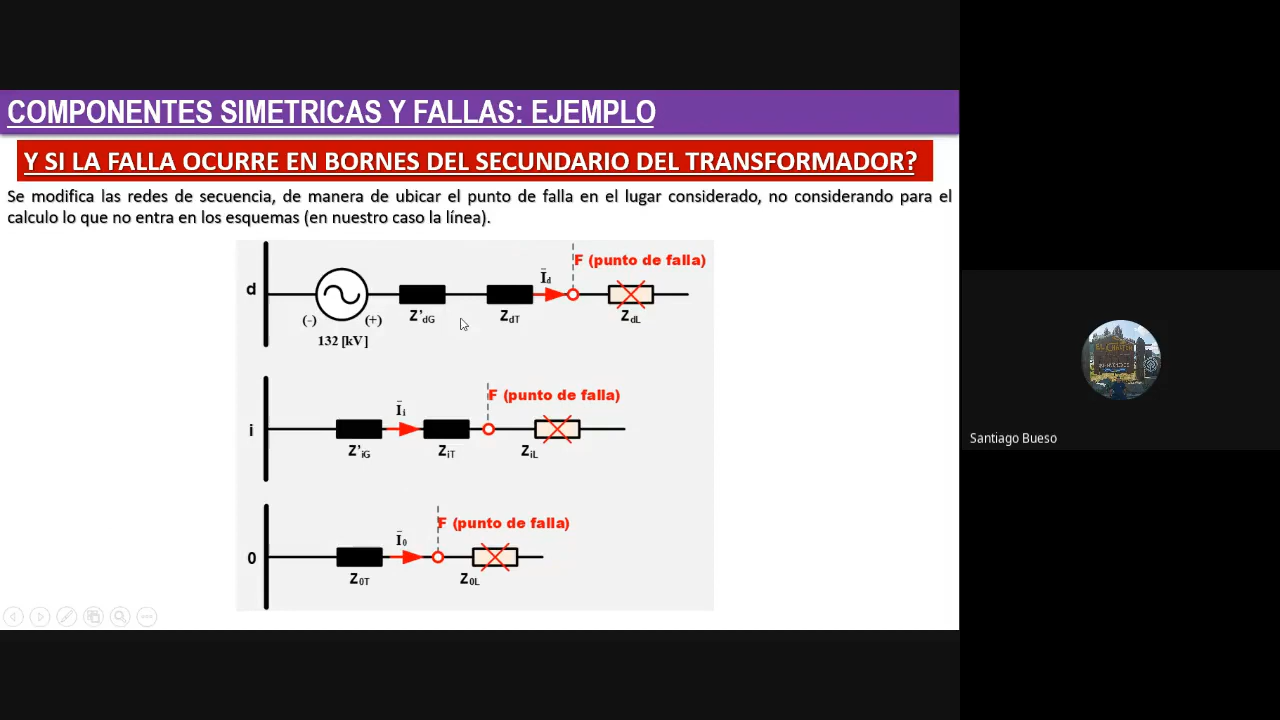 COMPONENTES SIMETRICAS Y FALLAS: EJEMPLO
Y SI LA FALLA OCURRE EN BORNES DEL SECUNDARIO DEL TRANSFORMADOR?
Se modifica las redes de secuencia, de manera de ubicar el punto de falla en el lugar considerado, no considerando para el
calculo lo que no entra en los esquemas (en nuestro caso la línea).
F (punto de falla)
Īd
d
(-) (+)
Z'dG ZdT ZdL
132 [kV]
F (punto de falla)
Īi
i
Z'iG ZiT ZiL
F (punto de falla)
Ī0
0
Z0T Z0L
Santiago Bueso